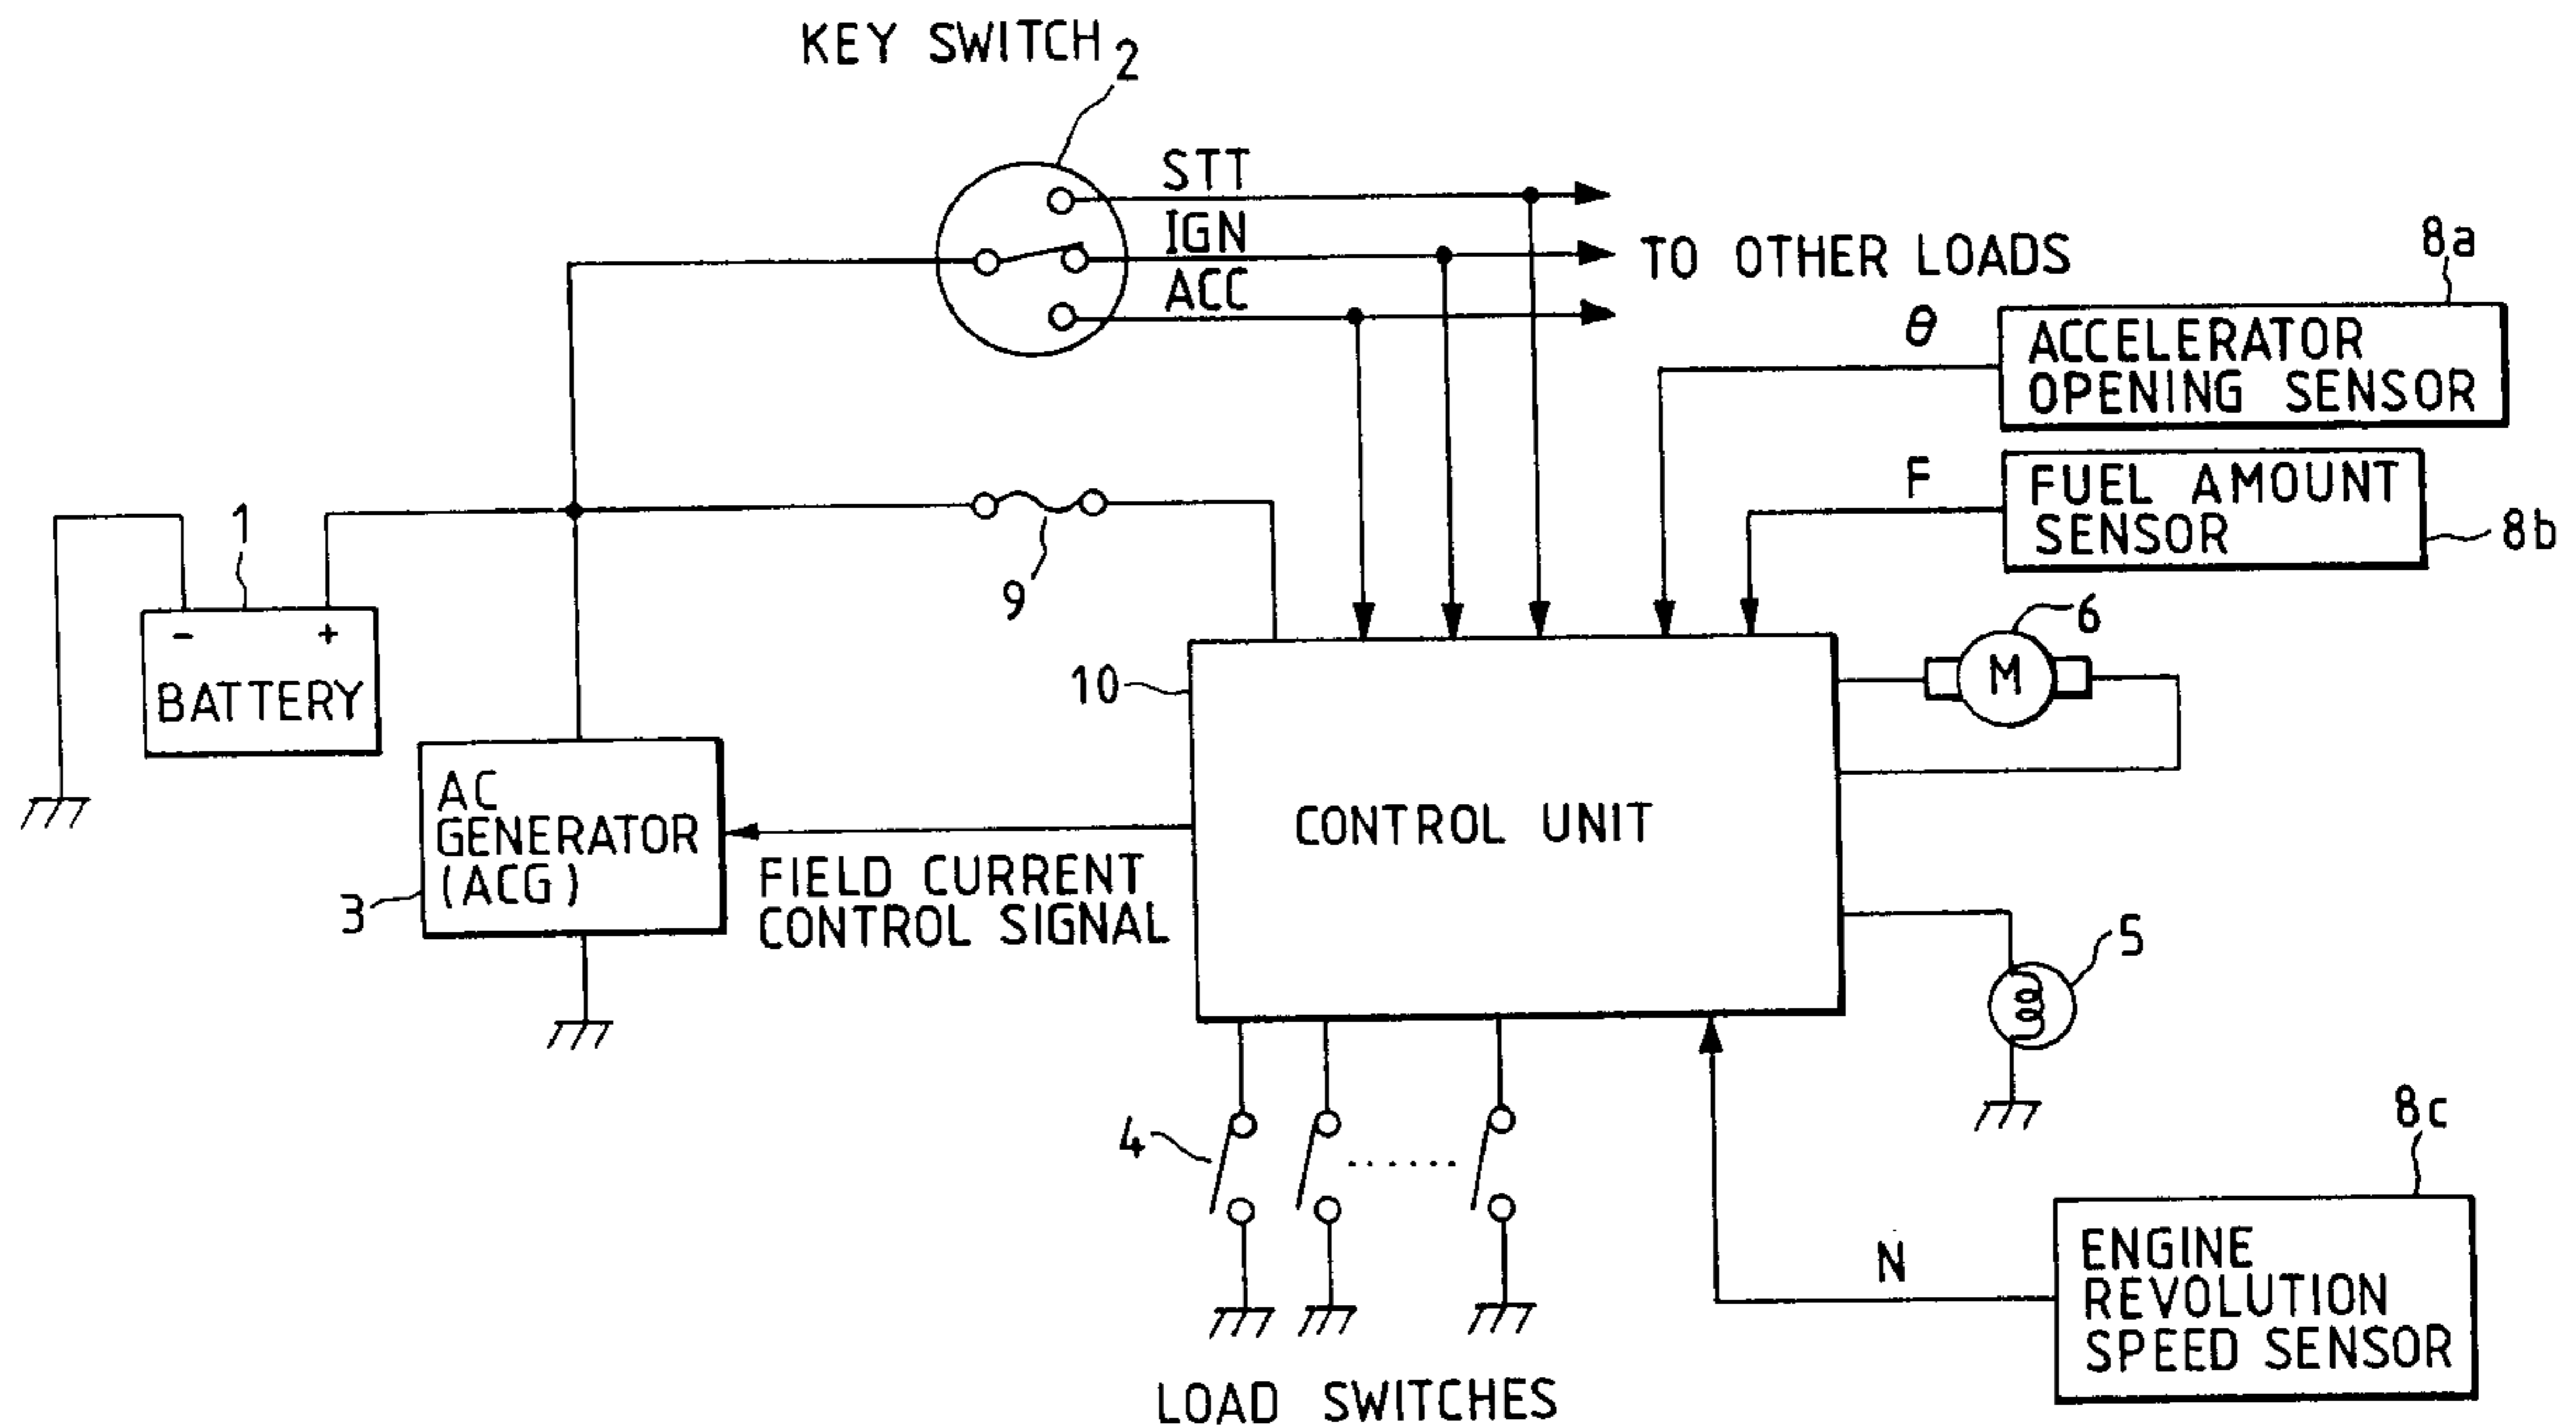 KEY SWITCH 2
STT
IGN
ACC
TO OTHER LOADS
8a
θ
ACCELERATOR
OPENING SENSOR
F
FUEL AMOUNT
SENSOR
8b
1
- +
BATTERY
9
6
M
10
AC
GENERATOR
(ACG)
3
FIELD CURRENT
CONTROL SIGNAL
CONTROL UNIT
5
4
......
8c
N
ENGINE
REVOLUTION
SPEED SENSOR
LOAD SWITCHES